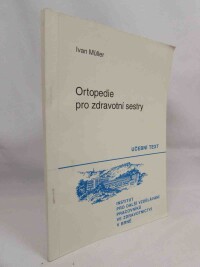 Ivan Müller
Ortopedie
pro zdravotní sestry
UČEBNÍ TEXT
INSTITUT
PRO DALŠÍ VZDĚLÁVÁNÍ
PRACOVNÍKŮ
VE ZDRAVOTNICTVÍ
V BRNĚ